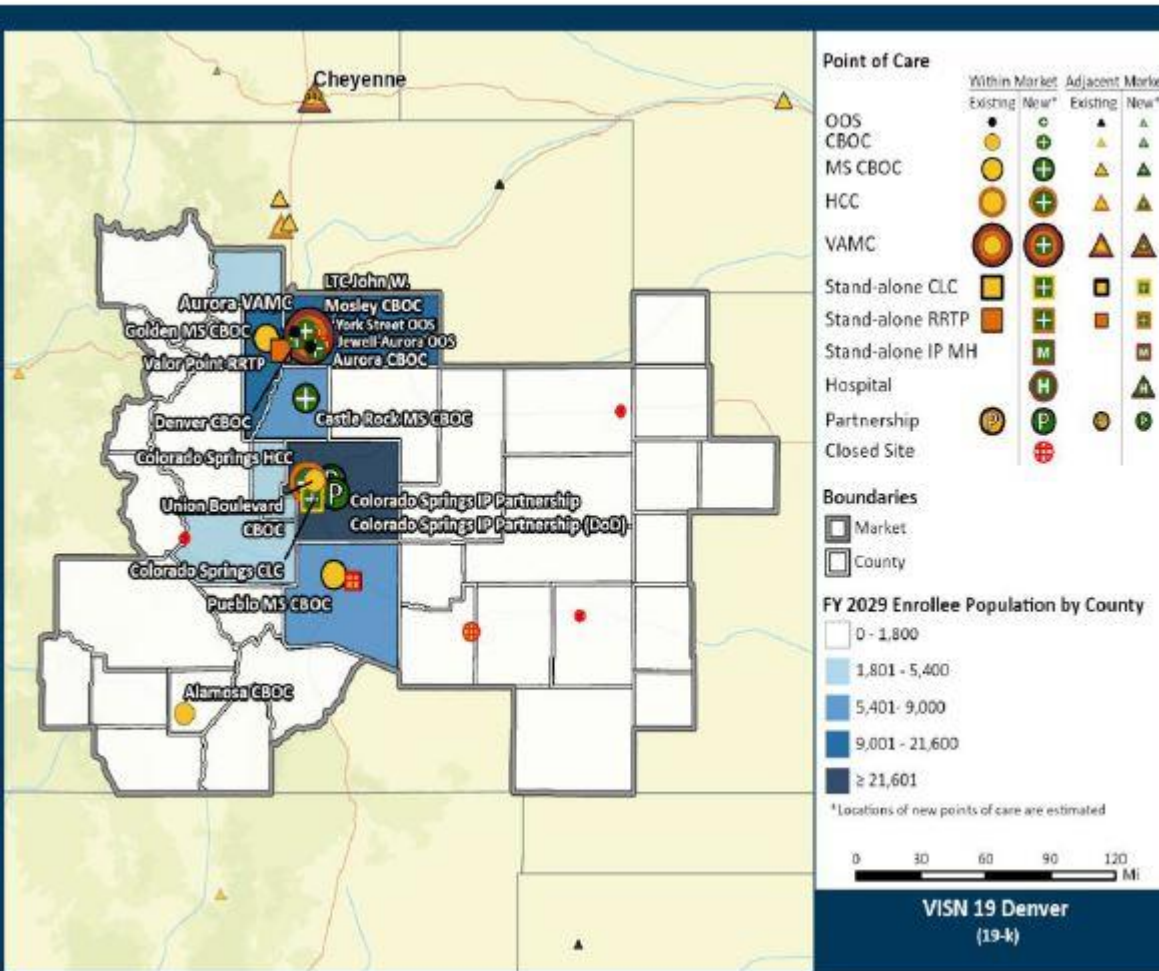 Cheyenne
LTC John W.
Aurora VAMC
Mosley CBOC
Golden MS CBOC
York Street OOS
Jewell-Aurora OOS
Valor Point RRTP
Aurora CBOC
Denver CBOC
Castle Rock MS CBOC
Colorado Springs HCC
Union Boulevard
CBOC
Colorado Springs IP Partnership
Colorado Springs IP Partnership (DoD)
Colorado Springs CLC
Pueblo MS CBOC
Alamosa CBOC
P
Point of Care
Within Market Adjacent Marke
Existing New* Existing New*
OOS
CBOC
MS CBOC
HCC
VAMC
Stand-alone CLC
Stand-alone RRTP
Stand-alone IP MH M M
Hospital H H
Partnership P P P P
Closed Site
Boundaries
Market
County
FY 2029 Enrollee Population by County
0 - 1,800
1,801 - 5,400
5,401- 9,000
9,001 - 21,600
≥ 21,601
*Locations of new points of care are estimated
0 30 60 90 120
Mi
VISN 19 Denver
(19-k)